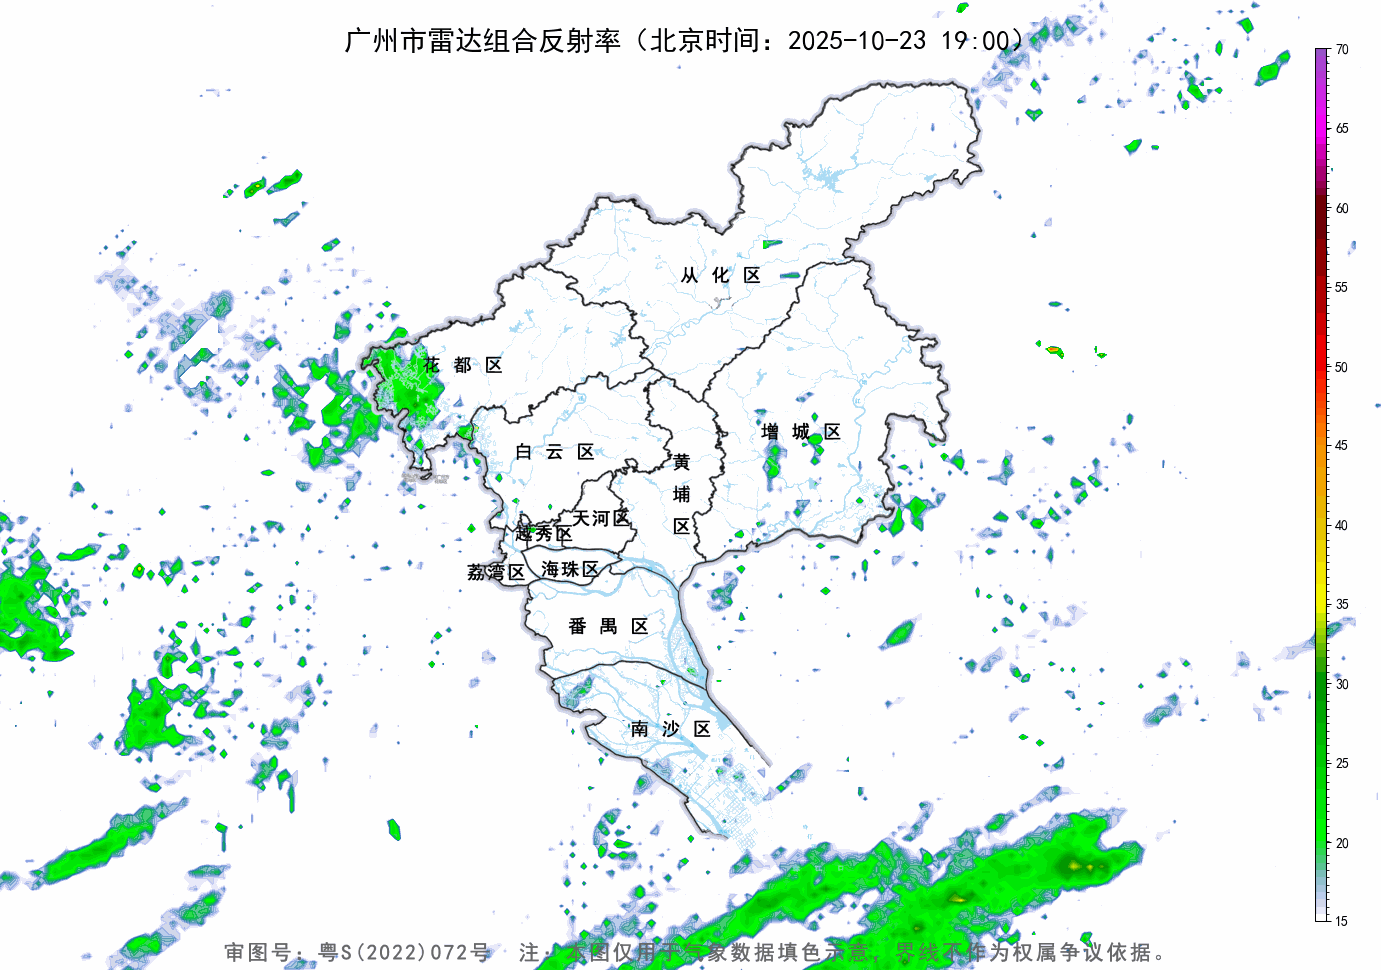 广州市雷达组合反射率（北京时间：2025-10-23 19:00）
70
65
60
55
50
45
40
35
30
25
20
15
从化区
花都区
增城区
白云区
黄埔区
天河区
越秀区
荔湾区
海珠区
番禺区
南沙区
审图号：粤S(2022)072号 注：本图仅用于气象数据填色示意，界线不作为权属争议依据。